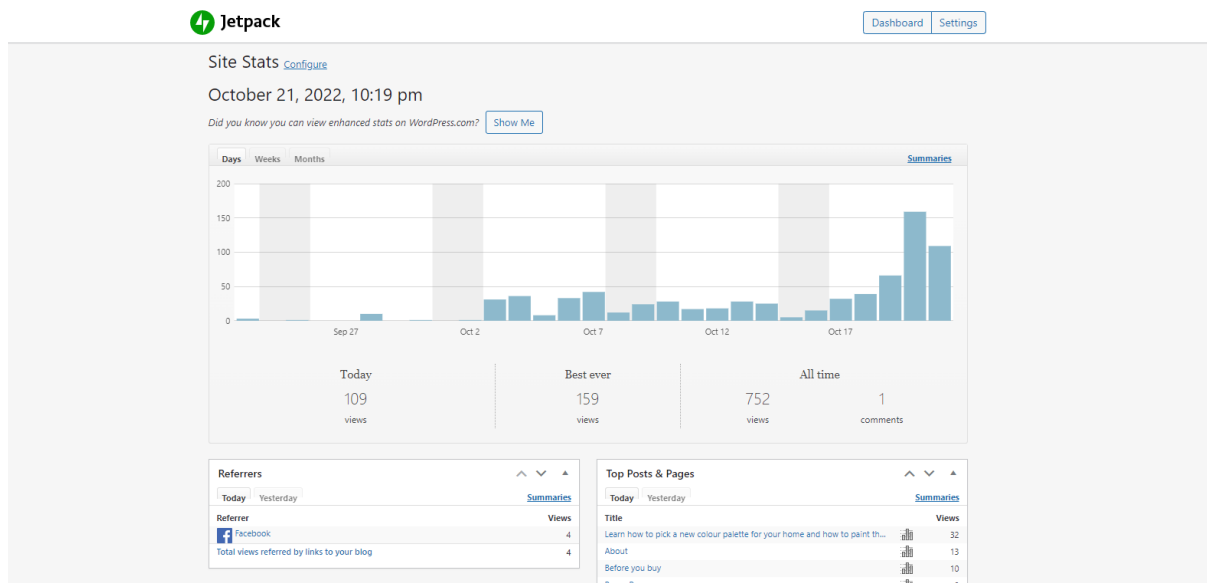 Jetpack
Dashboard Settings
Site Stats Configure
October 21, 2022, 10:19 pm
Did you know you can view enhanced stats on WordPress.com? Show Me
Days Weeks Months Summaries
200
150
100
50
0
Sep 27 Oct 2 Oct 7 Oct 12 Oct 17
Today Best ever All time
109 159 752 1
views views views comments
Referrers
Today Yesterday Summaries
Referrer Views
Facebook 4
Total views referred by links to your blog 4
Top Posts & Pages
Today Yesterday Summaries
Title Views
Learn how to pick a new colour palette for your home and how to paint th... 32
About 13
Before you buy 10